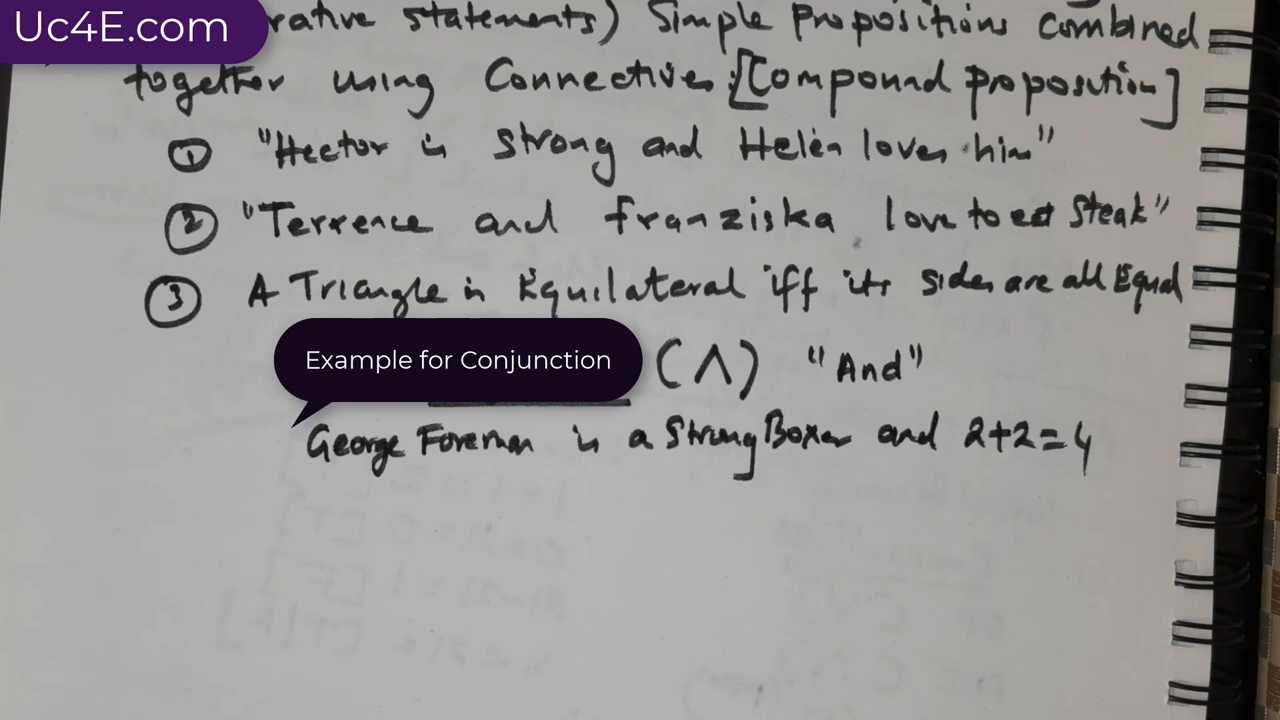 Uc4E.com
rative statements) Simple Propositions combined
together using Connectives [Compound proposition]
① "Hector is strong and Helen loves him"
② "Terrence and Franziska love to eat Steak"
③ A Triangle is Equilateral iff its sides are all Equal
Example for Conjunction
(∧) "And"
George Foreman is a Strong Boxer and 2+2=4